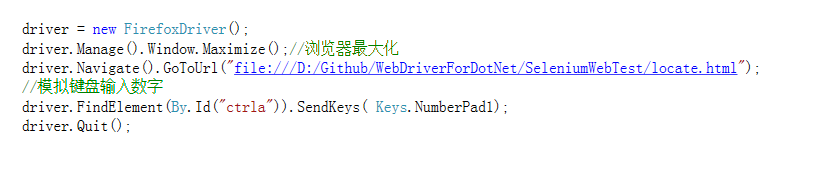 driver = new FirefoxDriver();
driver.Manage().Window.Maximize();//浏览器最大化
driver.Navigate().GoToUrl("file:///D:/Github/WebDriverForDotNet/SeleniumWebTest/locate.html");
//模拟键盘输入数字
driver.FindElement(By.Id("ctrla")).SendKeys( Keys.NumberPad1);
driver.Quit();